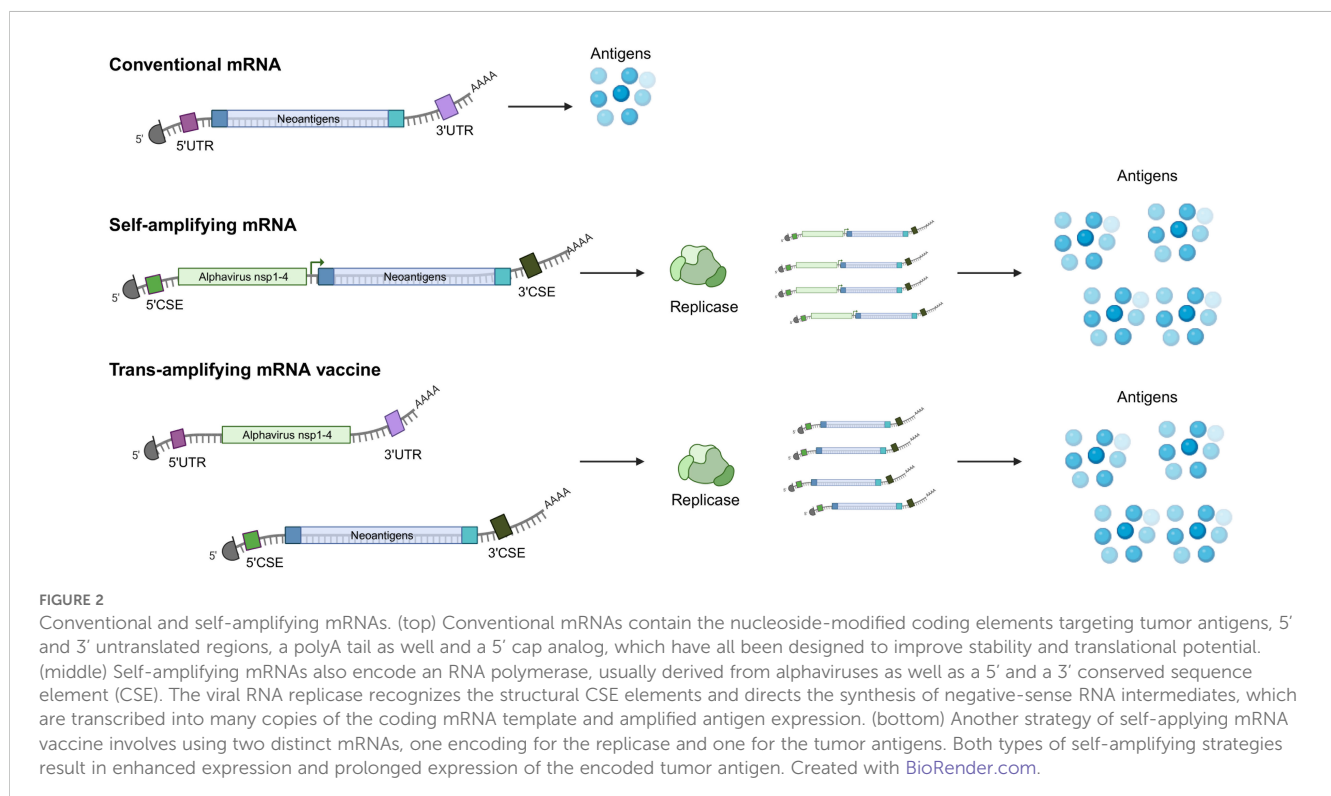 Conventional mRNA
Antigens
AAAA
Neoantigens
5'
5'UTR
3'UTR
Antigens
Self-amplifying mRNA
AAAA
Alphavirus nsp1-4
Neoantigens
5'
5'CSE
3'CSE
Replicase
Trans-amplifying mRNA vaccine
AAAA
Antigens
Alphavirus nsp1-4
5'
5'UTR
3'UTR
Replicase
AAAA
Neoantigens
5'
5'CSE
3'CSE
FIGURE 2
Conventional and self-amplifying mRNAs. (top) Conventional mRNAs contain the nucleoside-modified coding elements targeting tumor antigens, 5′
and 3′ untranslated regions, a polyA tail as well and a 5′ cap analog, which have all been designed to improve stability and translational potential.
(middle) Self-amplifying mRNAs also encode an RNA polymerase, usually derived from alphaviruses as well as a 5′ and a 3′ conserved sequence
element (CSE). The viral RNA replicase recognizes the structural CSE elements and directs the synthesis of negative-sense RNA intermediates, which
are transcribed into many copies of the coding mRNA template and amplified antigen expression. (bottom) Another strategy of self-applying mRNA
vaccine involves using two distinct mRNAs, one encoding for the replicase and one for the tumor antigens. Both types of self-amplifying strategies
result in enhanced expression and prolonged expression of the encoded tumor antigen. Created with BioRender.com.